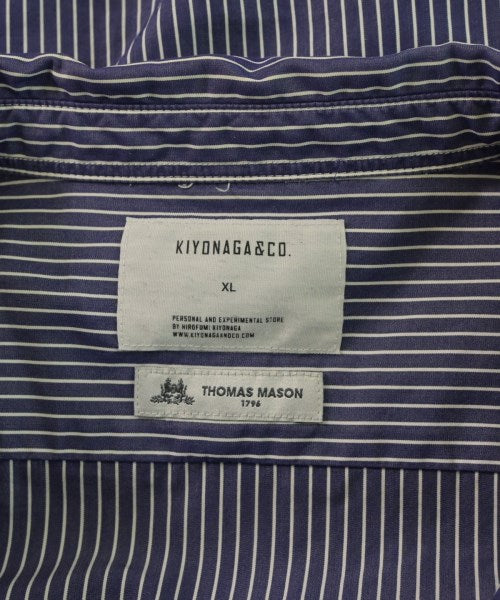 KIYONAGA&CO.
XL
PERSONAL AND EXPERIMENTAL STORE
BY HIROFUMI KIYONAGA
WWW.KIYONAGAANDCO.COM
THOMAS MASON
1796